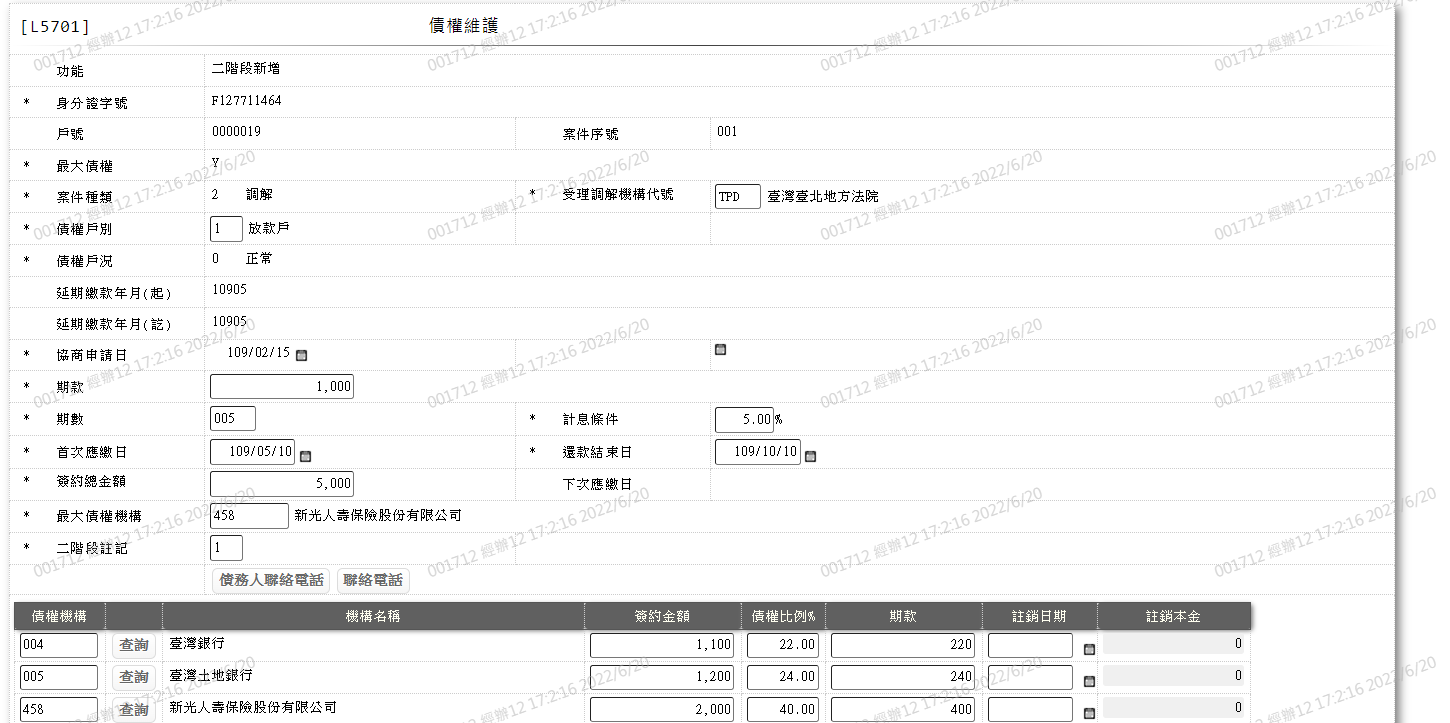 [L5701] 債權維護
功能 二階段新增
* 身分證字號 F127711464
戶號 0000019 案件序號 001
* 最大債權 Y
* 案件種類 2 調解 * 受理調解機構代號 TPD 臺灣臺北地方法院
* 債權戶別 1 放款戶
* 債權戶況 0 正常
延期繳款年月(起) 10905
延期繳款年月(訖) 10905
* 協商申請日 109/02/15
* 期款 1,000
* 期數 005 * 計息條件 5.00 %
* 首次應繳日 109/05/10 * 還款結束日 109/10/10
* 簽約總金額 5,000 下次應繳日
* 最大債權機構 458 新光人壽保險股份有限公司
* 二階段註記 1
債務人聯絡電話 聯絡電話
債權機構 機構名稱 簽約金額 債權比例% 期款 註銷日期 註銷本金
004 查詢 臺灣銀行 1,100 22.00 220 0
005 查詢 臺灣土地銀行 1,200 24.00 240 0
458 查詢 新光人壽保險股份有限公司 2,000 40.00 400 0
001712 經辦12 17:2:16 2022/6/20